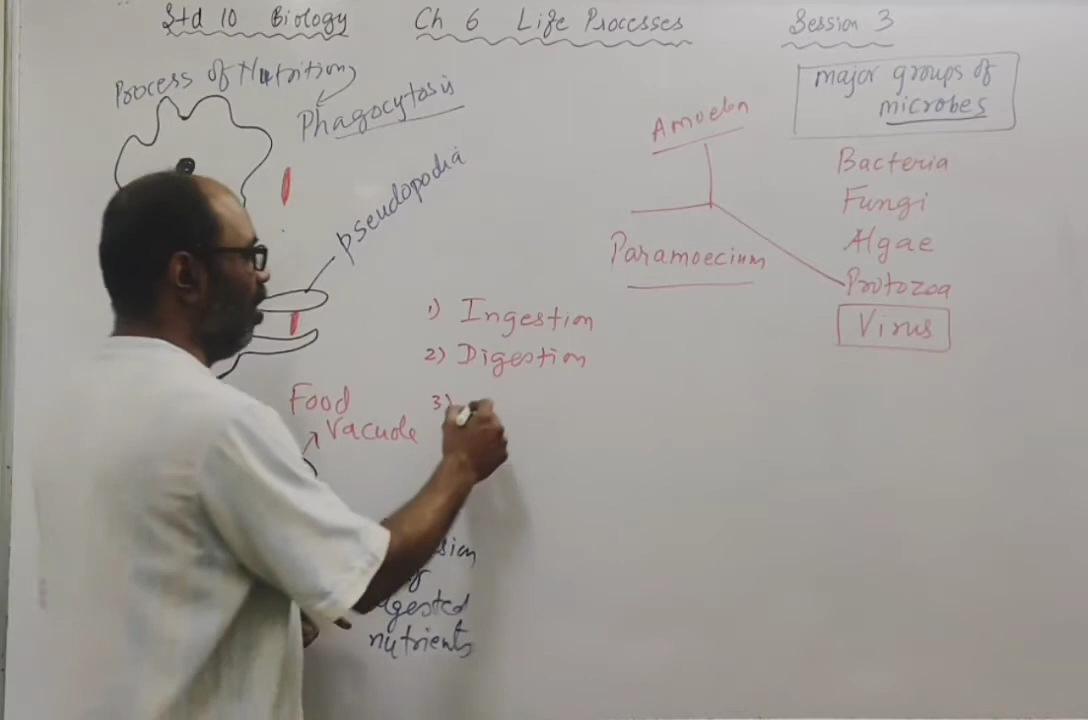 Std 10 Biology Ch 6 Life Processes Session 3
Process of Nutrition
Phagocytosis
pseudopodia
Food
Vacuole
1) Ingestion
2) Digestion
3)
nutrients
Amoeba
Paramoecium
major groups of
microbes
Bacteria
Fungi
Algae
Protozoa
Virus